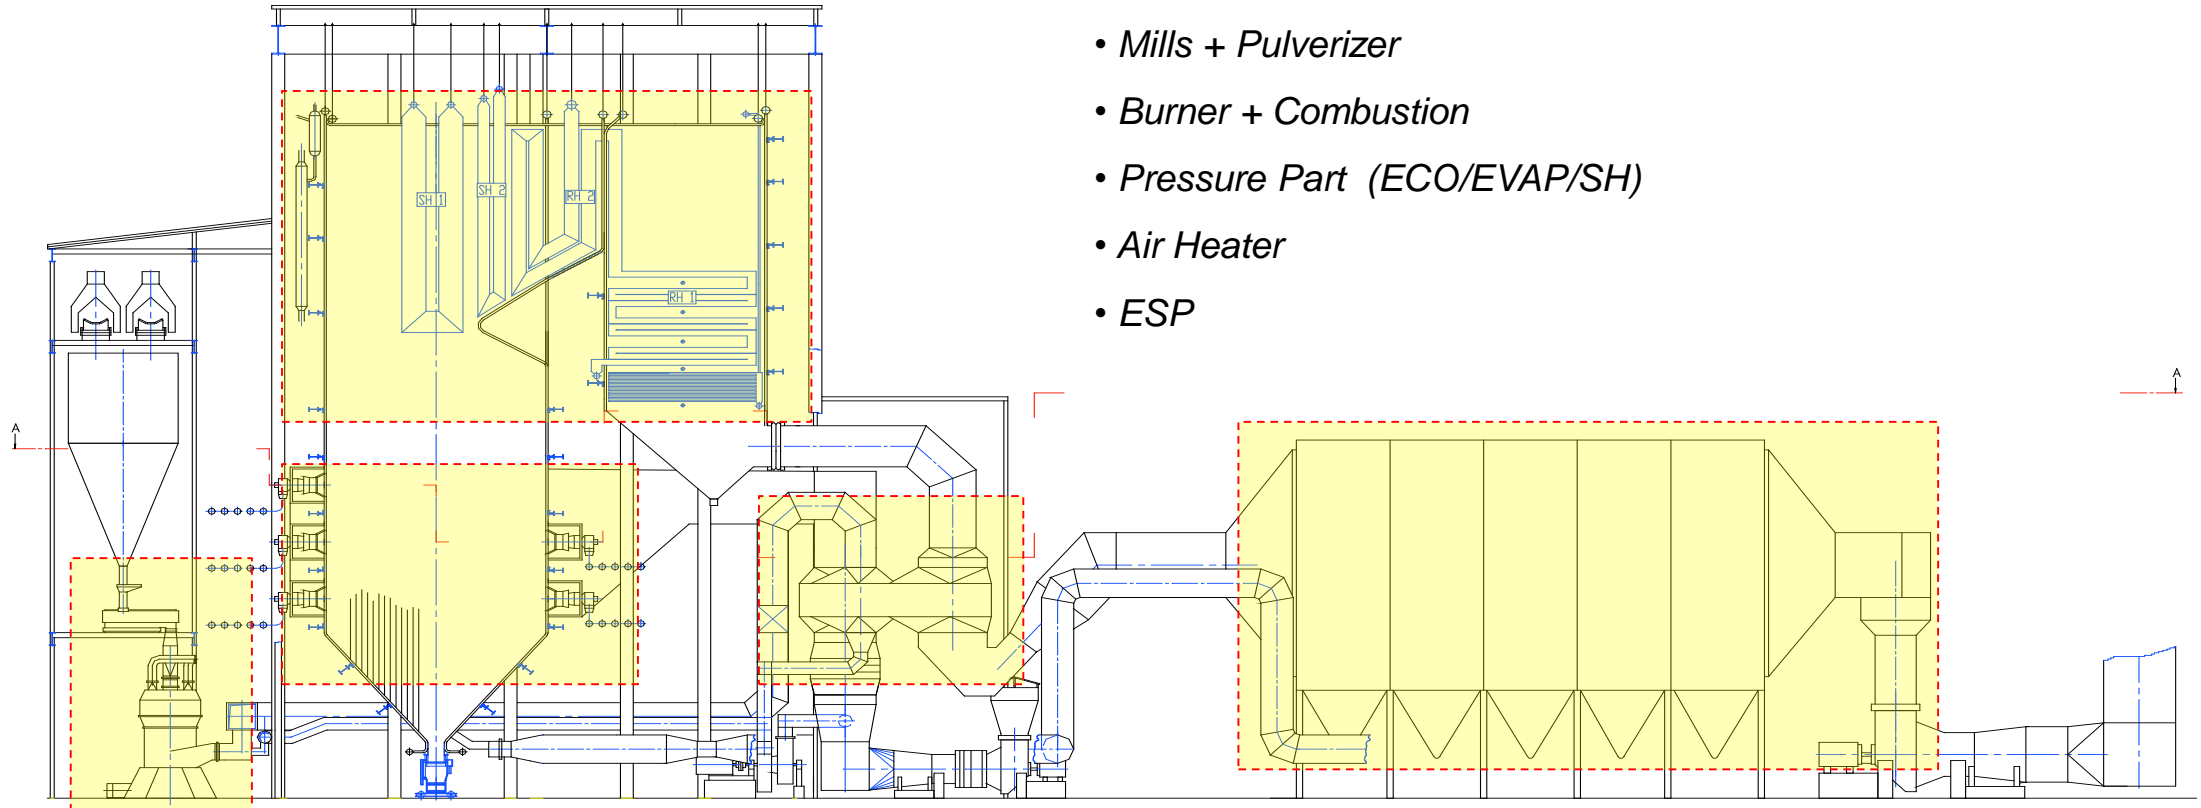 • Mills + Pulverizer
• Burner + Combustion
• Pressure Part (ECO/EVAP/SH)
• Air Heater
• ESP
SH 1
SH 2
RH 2
RH 1
A
A